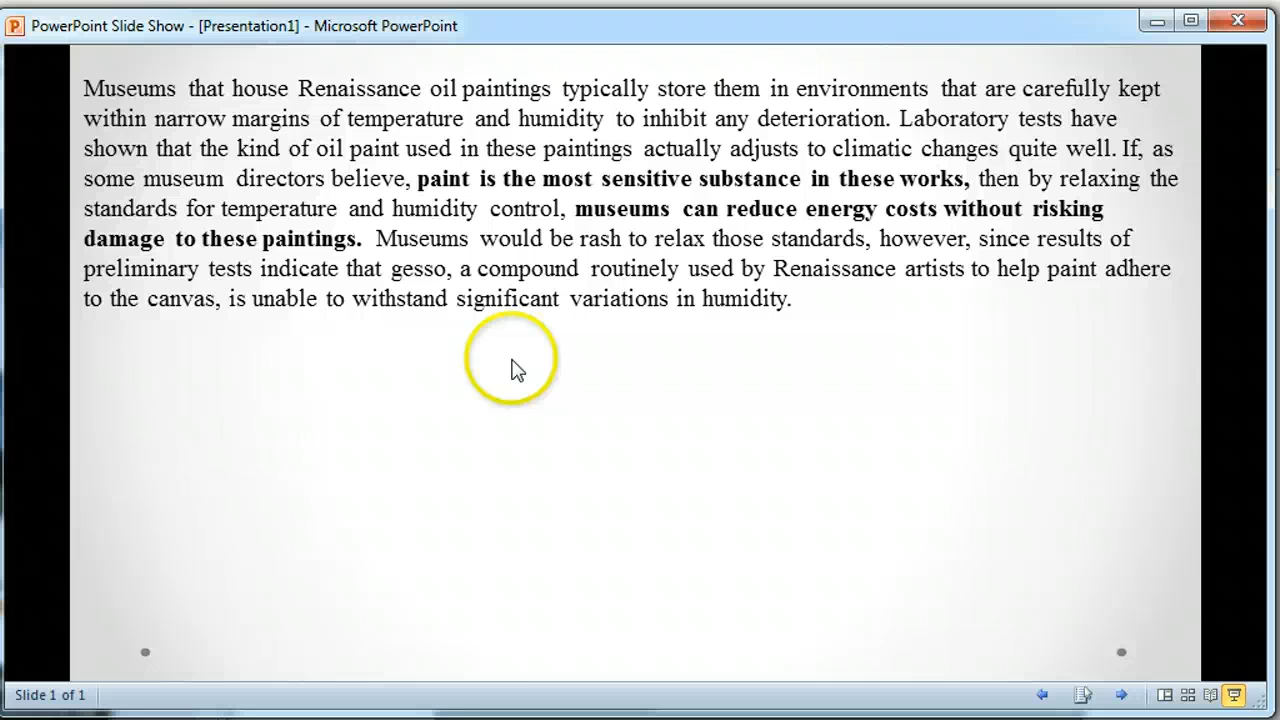 PowerPoint Slide Show - [Presentation1] - Microsoft PowerPoint
Museums that house Renaissance oil paintings typically store them in environments that are carefully kept
within narrow margins of temperature and humidity to inhibit any deterioration. Laboratory tests have
shown that the kind of oil paint used in these paintings actually adjusts to climatic changes quite well. If, as
some museum directors believe, paint is the most sensitive substance in these works, then by relaxing the
standards for temperature and humidity control, museums can reduce energy costs without risking
damage to these paintings. Museums would be rash to relax those standards, however, since results of
preliminary tests indicate that gesso, a compound routinely used by Renaissance artists to help paint adhere
to the canvas, is unable to withstand significant variations in humidity.
Slide 1 of 1